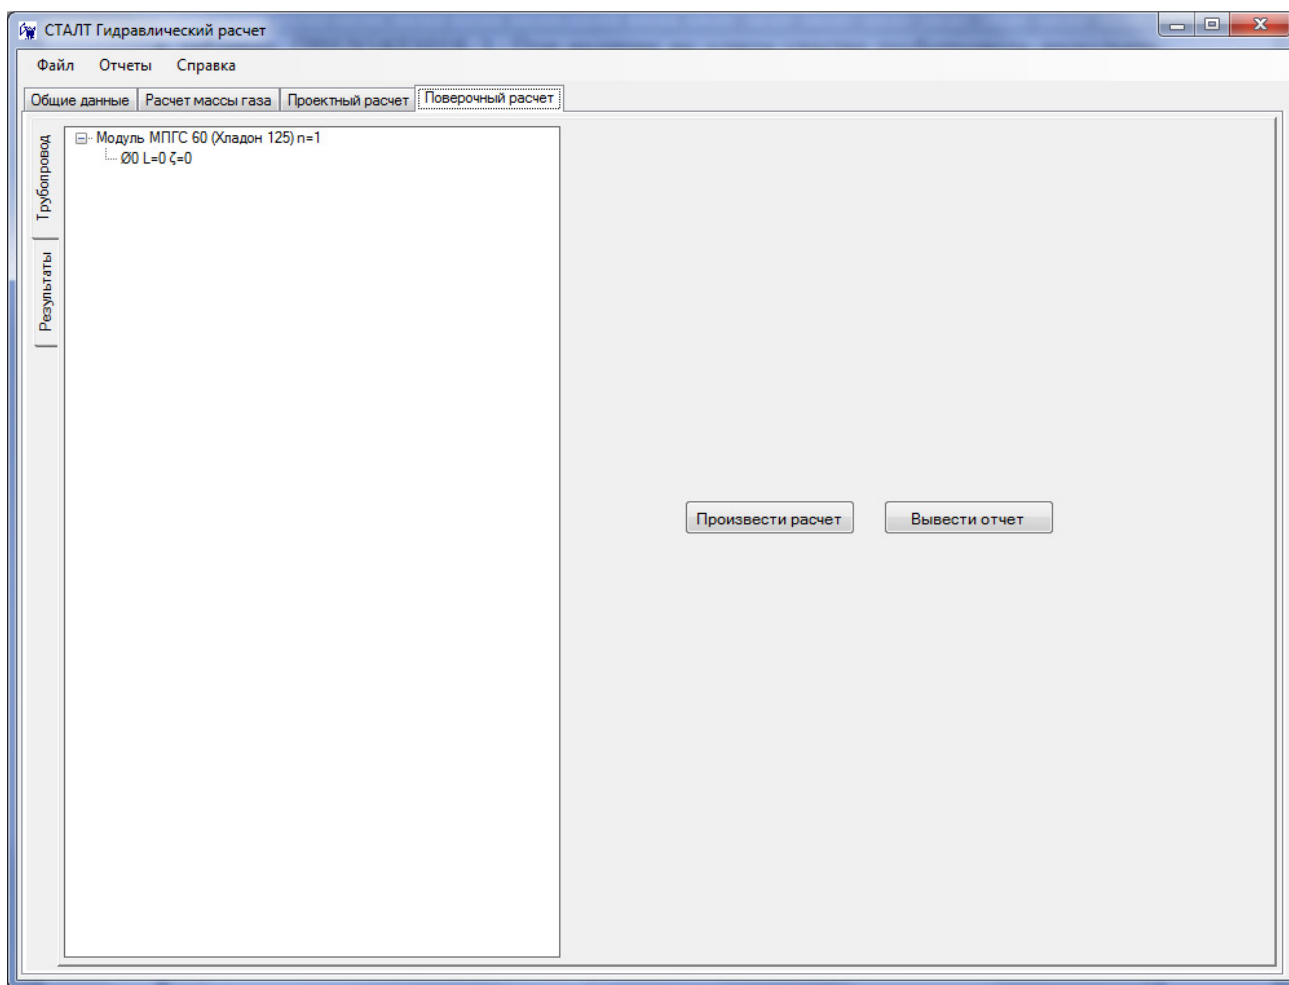 СТАЛТ Гидравлический расчет
Файл Отчеты Справка
Общие данные Расчет массы газа Проектный расчет Поверочный расчет
Трубопровод
Результаты
Модуль МПГС 60 (Хладон 125) n=1
Ø0 L=0 ζ=0
Произвести расчет Вывести отчет